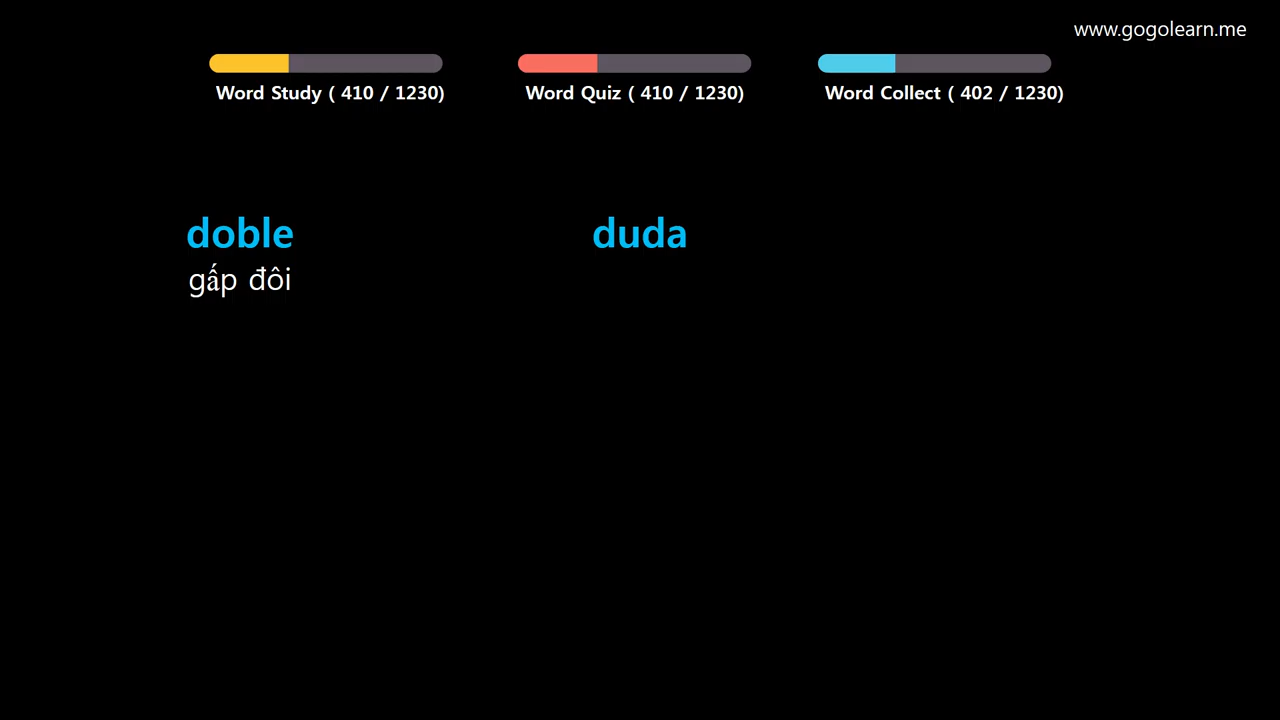 www.gogolearn.me
Word Study ( 410 / 1230)
Word Quiz ( 410 / 1230)
Word Collect ( 402 / 1230)
doble
gấp đôi
duda